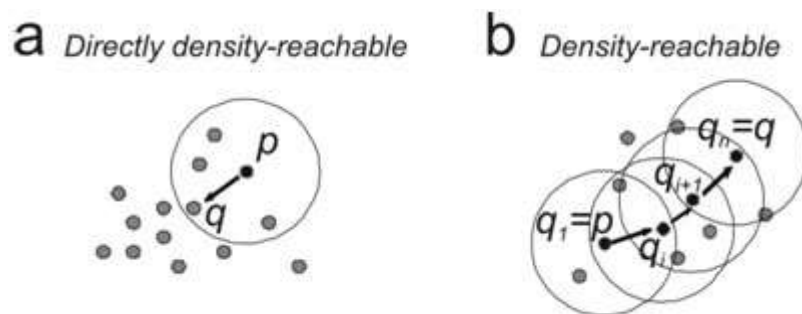 a Directly density-reachable
p
q
b Density-reachable
qₙ=q
qᵢ₊₁
q₁=p
qᵢ